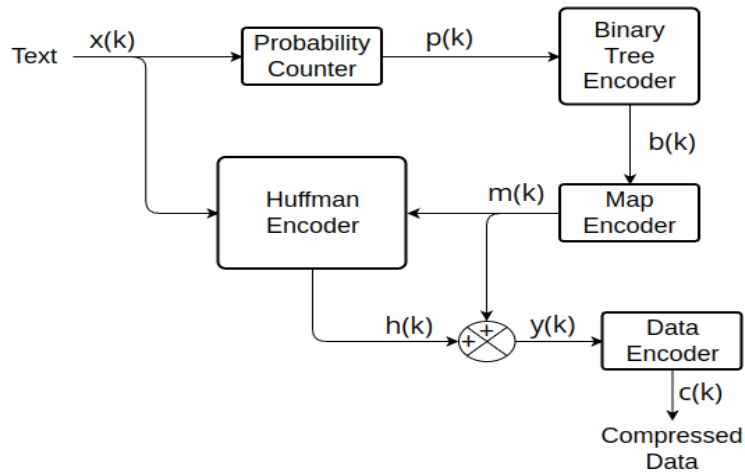 Text
x(k)
Probability
Counter
p(k)
Binary
Tree
Encoder
b(k)
Map
Encoder
m(k)
Huffman
Encoder
h(k)
+
+
y(k)
Data
Encoder
c(k)
Compressed
Data